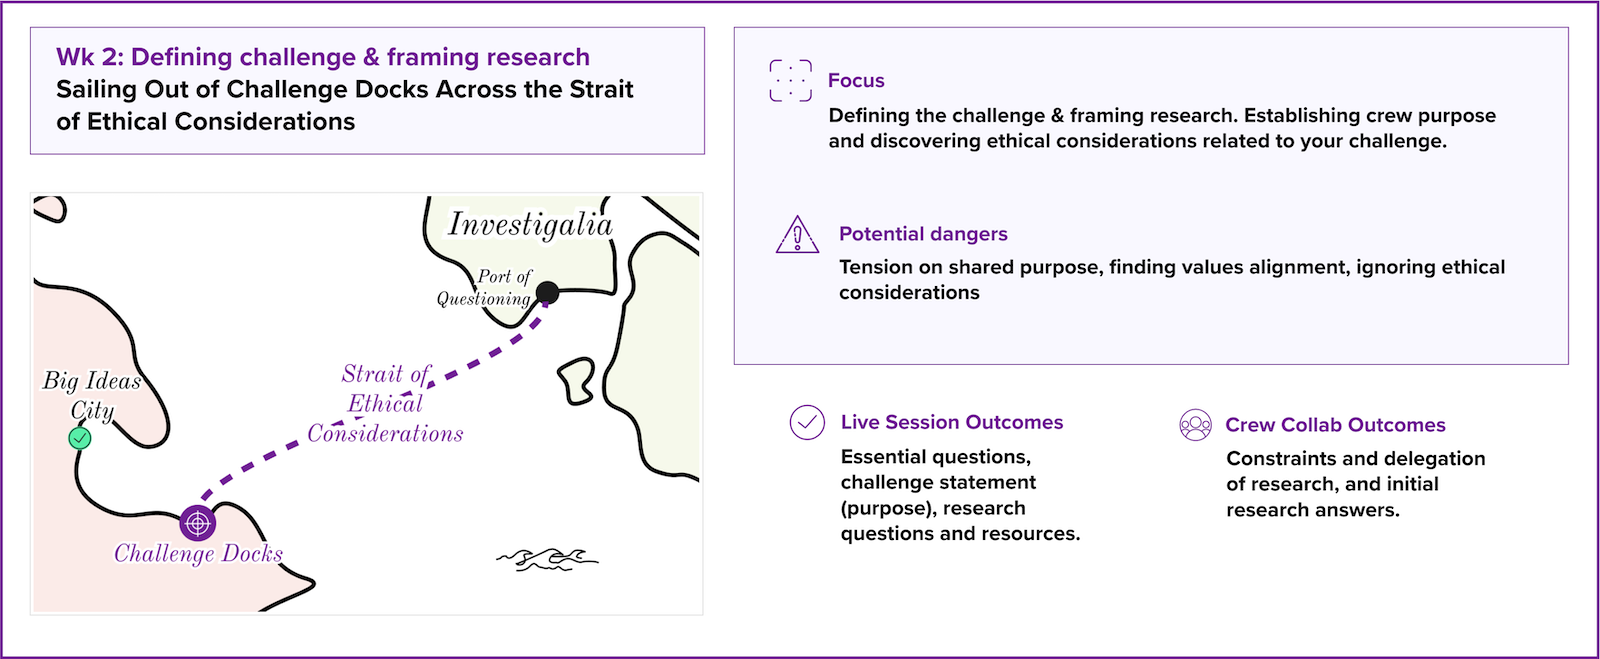 Wk 2: Defining challenge & framing research
Sailing Out of Challenge Docks Across the Strait
of Ethical Considerations
Investigalia
Port of
Questioning
Strait of
Ethical
Considerations
Big Ideas
City
Challenge Docks
Focus
Defining the challenge & framing research. Establishing crew purpose
and discovering ethical considerations related to your challenge.
Potential dangers
Tension on shared purpose, finding values alignment, ignoring ethical
considerations
Live Session Outcomes
Essential questions,
challenge statement
(purpose), research
questions and resources.
Crew Collab Outcomes
Constraints and delegation
of research, and initial
research answers.